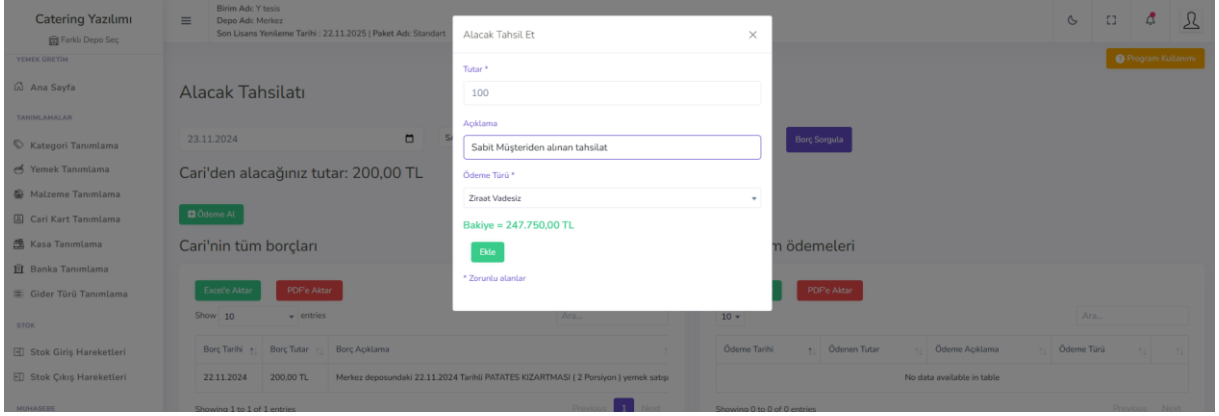 Catering Yazılımı
Farklı Depo Seç
YEMEK ÜRETİM
Ana Sayfa
TANIMLAMALAR
Kategori Tanımlama
Yemek Tanımlama
Malzeme Tanımlama
Cari Kart Tanımlama
Kasa Tanımlama
Banka Tanımlama
Gider Türü Tanımlama
STOK
Stok Giriş Hareketleri
Stok Çıkış Hareketleri
MUHASEBE
Birim Adı: Y tesis
Depo Adı: Merkez
Son Lisans Yenileme Tarihi : 22.11.2025 | Paket Adı: Standart
Program Kullanımı
Alacak Tahsilatı
23.11.2024
Borç Sorgula
Cari'den alacağınız tutar: 200,00 TL
Ödeme Al
Cari'nin tüm borçları
Excel'e Aktar PDF'e Aktar
Show 10 entries Ara...
Borç Tarihi Borç Tutar Borç Açıklama
22.11.2024 200,00 TL Merkez deposundaki 22.11.2024 Tarihli PATATES KIZARTMASI ( 2 Porsiyon ) yemek satışı
Showing 1 to 1 of 1 entries Previous 1 Next
Alacak Tahsil Et
Tutar *
100
Açıklama
Sabit Müşteriden alınan tahsilat
Ödeme Türü *
Ziraat Vadesiz
Bakiye = 247.750,00 TL
Ekle
* Zorunlu alanlar
m ödemeleri
PDF'e Aktar
10 Ara...
Ödeme Tarihi Ödenen Tutar Ödeme Açıklama Ödeme Türü
No data available in table
Showing 0 to 0 of 0 entries Previous Next